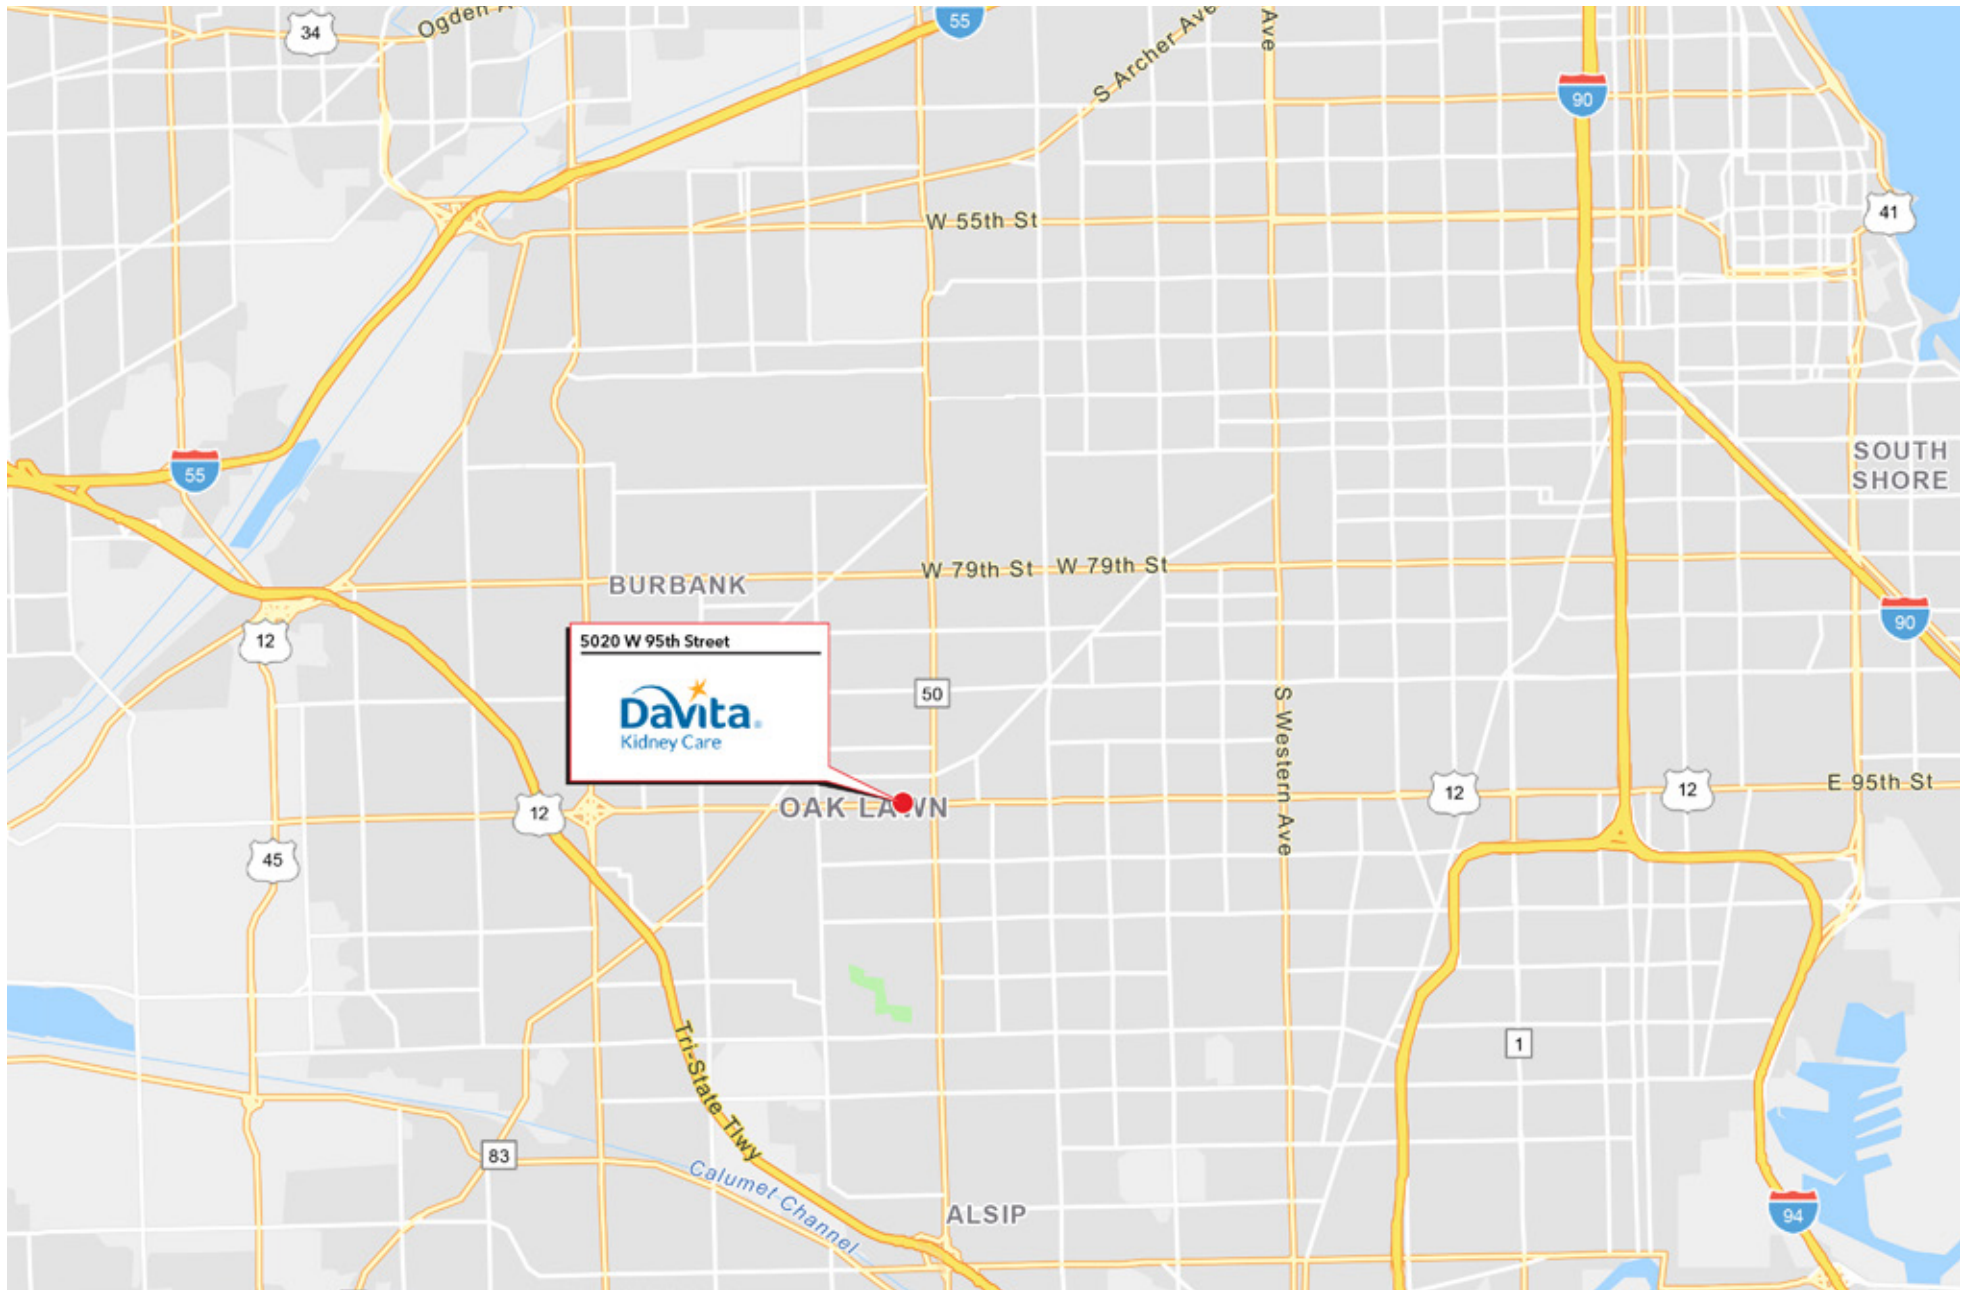 34
Ogden A
55
S Archer Ave
Ave
90
41
W 55th St
55
SOUTH
SHORE
W 79th St
W 79th St
BURBANK
12
90
5020 W 95th Street
DaVita®
Kidney Care
50
S Western Ave
12
12
E 95th St
12
OAK LAWN
45
Tri-State Tlwy
1
83
Calumet Channel
ALSIP
94